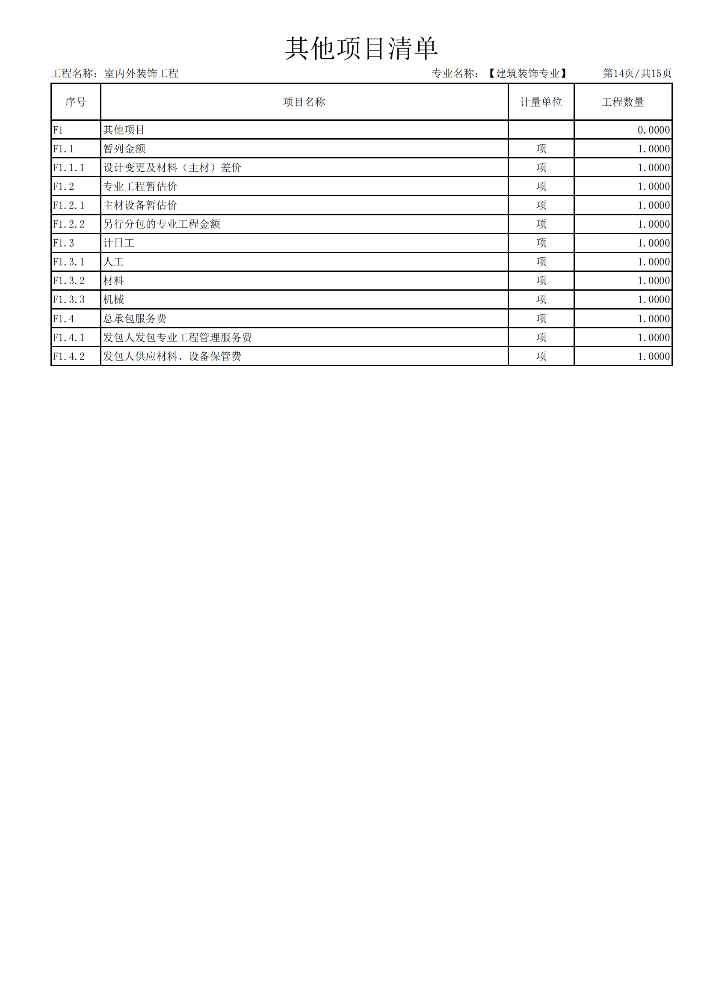 其他项目清单
工程名称：室内外装饰工程 专业名称：【建筑装饰专业】 第14页/共15页
序号 项目名称 计量单位 工程数量
F1 其他项目 0.0000
F1.1 暂列金额 项 1.0000
F1.1.1 设计变更及材料（主材）差价 项 1.0000
F1.2 专业工程暂估价 项 1.0000
F1.2.1 主材设备暂估价 项 1.0000
F1.2.2 另行分包的专业工程金额 项 1.0000
F1.3 计日工 项 1.0000
F1.3.1 人工 项 1.0000
F1.3.2 材料 项 1.0000
F1.3.3 机械 项 1.0000
F1.4 总承包服务费 项 1.0000
F1.4.1 发包人发包专业工程管理服务费 项 1.0000
F1.4.2 发包人供应材料、设备保管费 项 1.0000